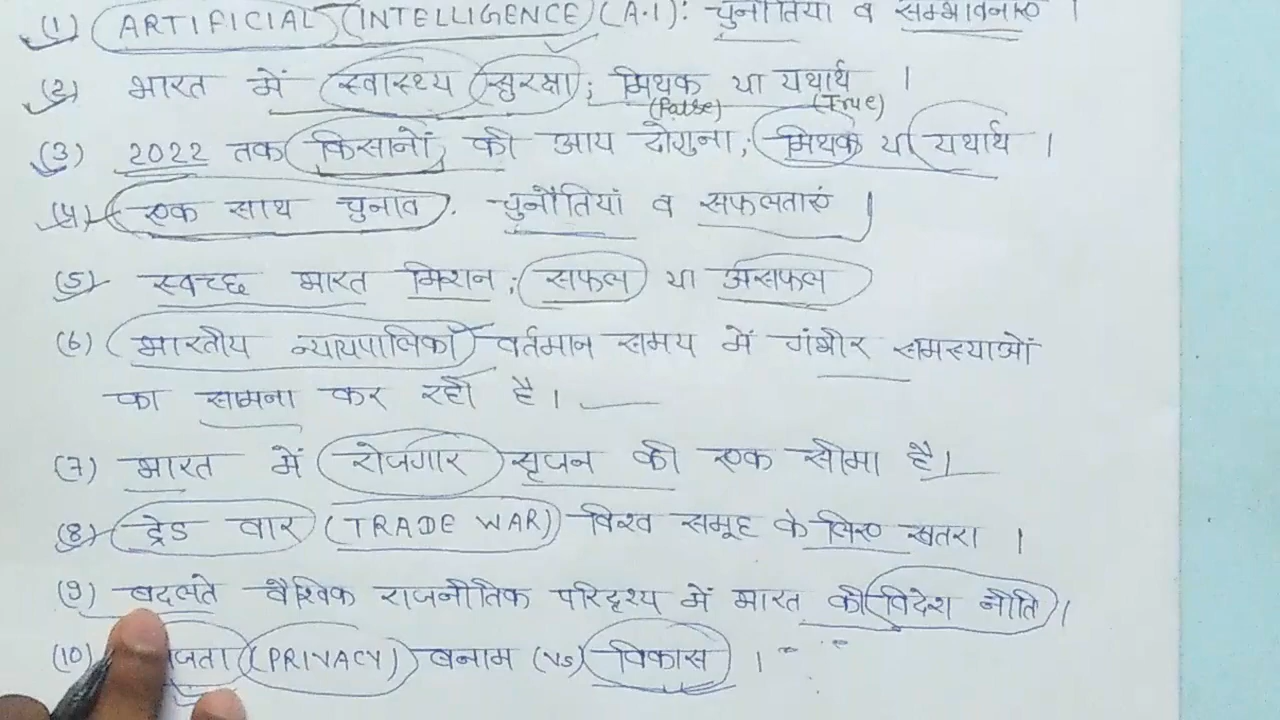 (1) ARTIFICIAL INTELLIGENCE (A.I): चुनौतियां व सम्भावनाएं ।
(2) भारत में स्वास्थ्य सुरक्षा; मिथक या यथार्थ ।
(False) (True)
(3) 2022 तक किसानों की आय दोगुना; मिथक या यथार्थ ।
(4) एक साथ चुनाव. चुनौतियां व सफलताएं ।
(5) स्वच्छ भारत मिशन; सफल या असफल
(6) भारतीय न्यायपालिका वर्तमान समय में गंभीर समस्याओं
का सामना कर रही है ।
(7) भारत में रोजगार सृजन की एक सीमा है ।
(8) ट्रेड वार (TRADE WAR) विश्व समूह के लिए खतरा ।
(9) बदलते वैश्विक राजनीतिक परिदृश्य में भारत की विदेश नीति ।
(10) (PRIVACY) बनाम (Vs) विकास ।